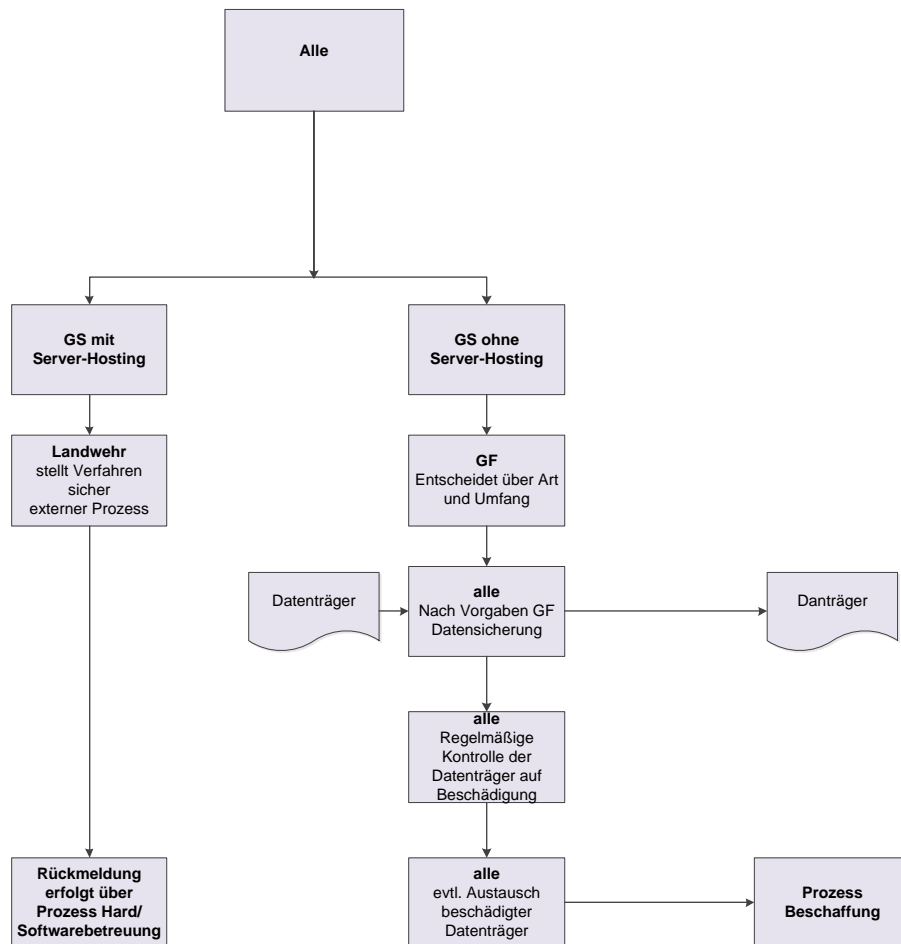 Alle
GS mit
Server-Hosting
GS ohne
Server-Hosting
Landwehr
stellt Verfahren
sicher
externer Prozess
GF
Entscheidet über Art
und Umfang
Datenträger
alle
Nach Vorgaben GF
Datensicherung
Danträger
alle
Regelmäßige
Kontrolle der
Datenträger auf
Beschädigung
Rückmeldung
erfolgt über
Prozess Hard/
Softwarebetreuung
alle
evtl. Austausch
beschädigter
Datenträger
Prozess
Beschaffung